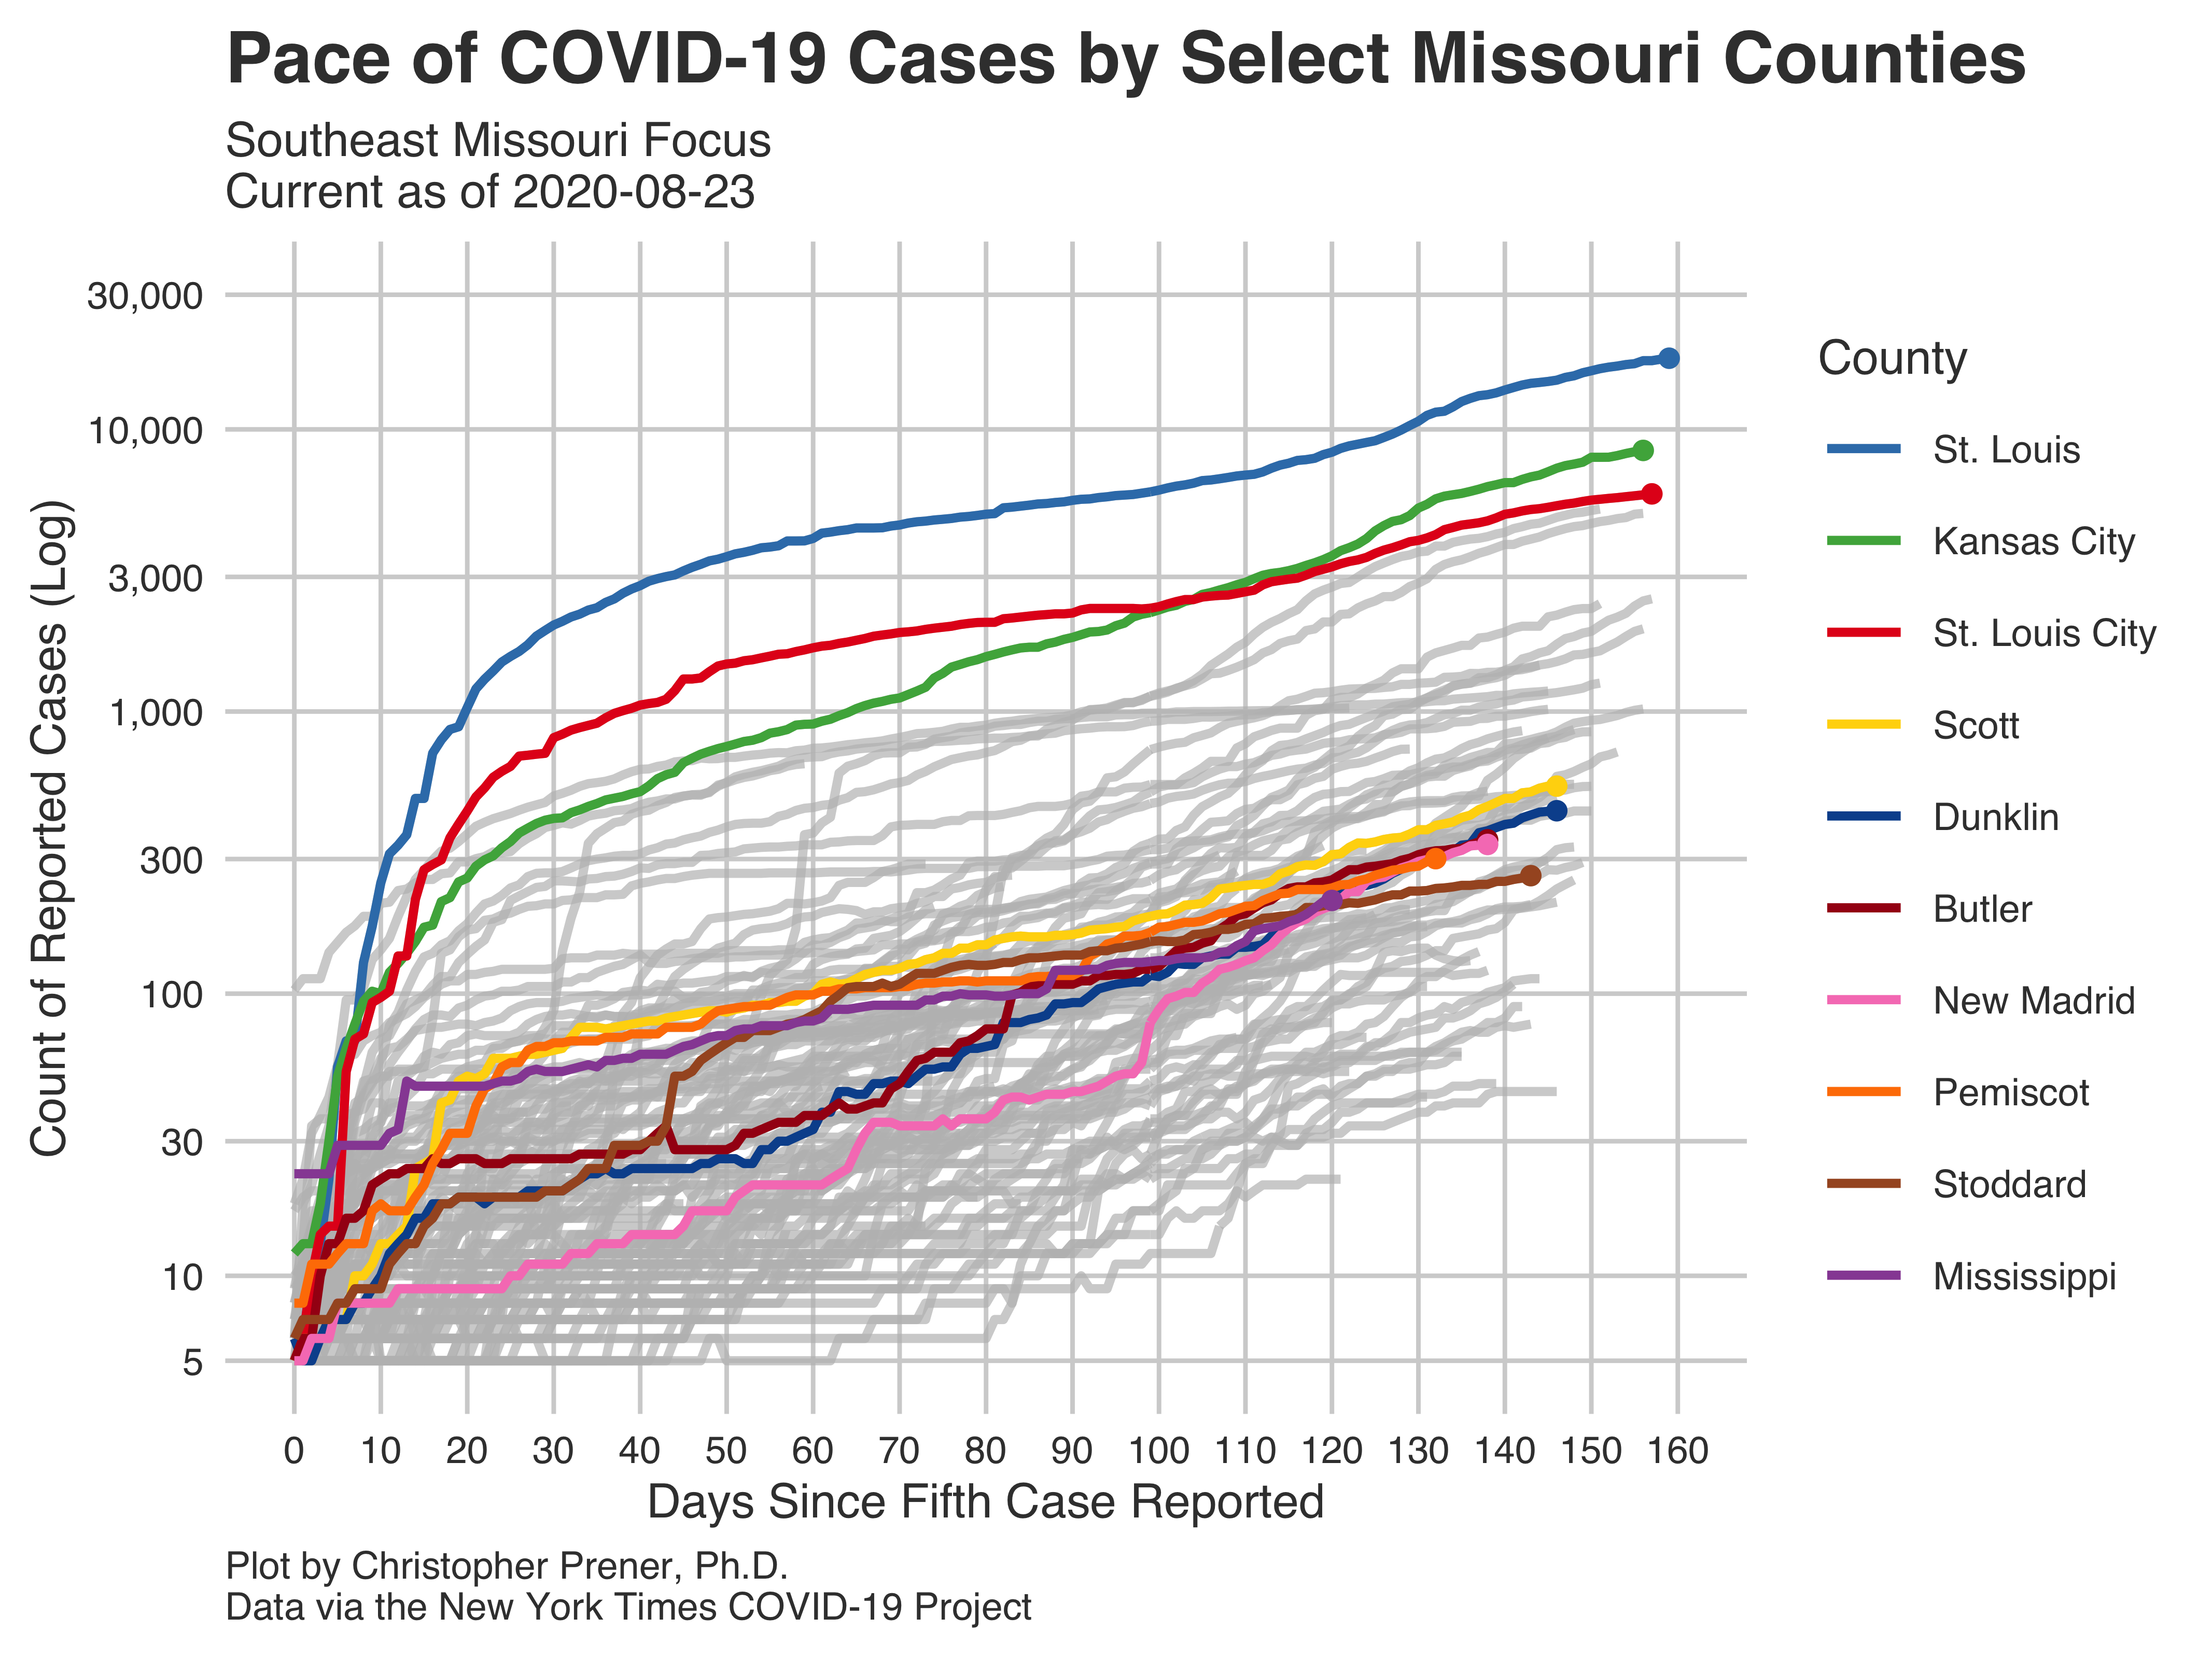 Pace of COVID-19 Cases by Select Missouri Counties
Southeast Missouri Focus
Current as of 2020-08-23
Count of Reported Cases (Log)
30,000
10,000
3,000
1,000
300
100
30
10
5
0 10 20 30 40 50 60 70 80 90 100 110 120 130 140 150 160
Days Since Fifth Case Reported
County
St. Louis
Kansas City
St. Louis City
Scott
Dunklin
Butler
New Madrid
Pemiscot
Stoddard
Mississippi
Plot by Christopher Prener, Ph.D.
Data via the New York Times COVID-19 Project